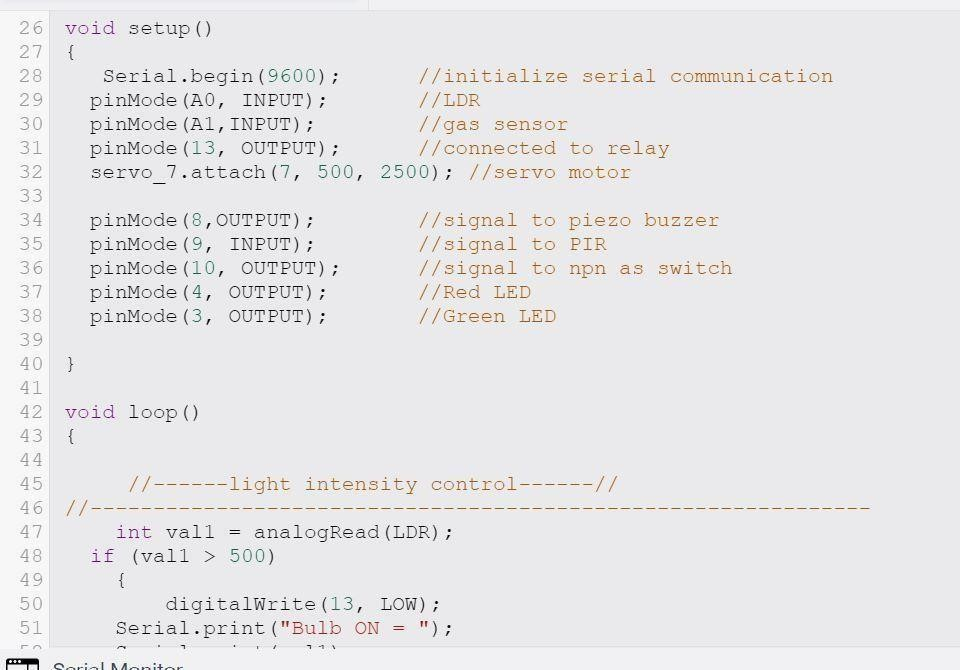 26 void setup()
27 {
28 Serial.begin(9600); //initialize serial communication
29 pinMode(A0, INPUT); //LDR
30 pinMode(A1,INPUT); //gas sensor
31 pinMode(13, OUTPUT); //connected to relay
32 servo_7.attach(7, 500, 2500); //servo motor
33
34 pinMode(8,OUTPUT); //signal to piezo buzzer
35 pinMode(9, INPUT); //signal to PIR
36 pinMode(10, OUTPUT); //signal to npn as switch
37 pinMode(4, OUTPUT); //Red LED
38 pinMode(3, OUTPUT); //Green LED
39
40 }
41
42 void loop()
43 {
44
45 //------light intensity control------//
46 //--------------------------------------------------------------
47 int val1 = analogRead(LDR);
48 if (val1 > 500)
49 {
50 digitalWrite(13, LOW);
51 Serial.print("Bulb ON = ");
Serial Monitor